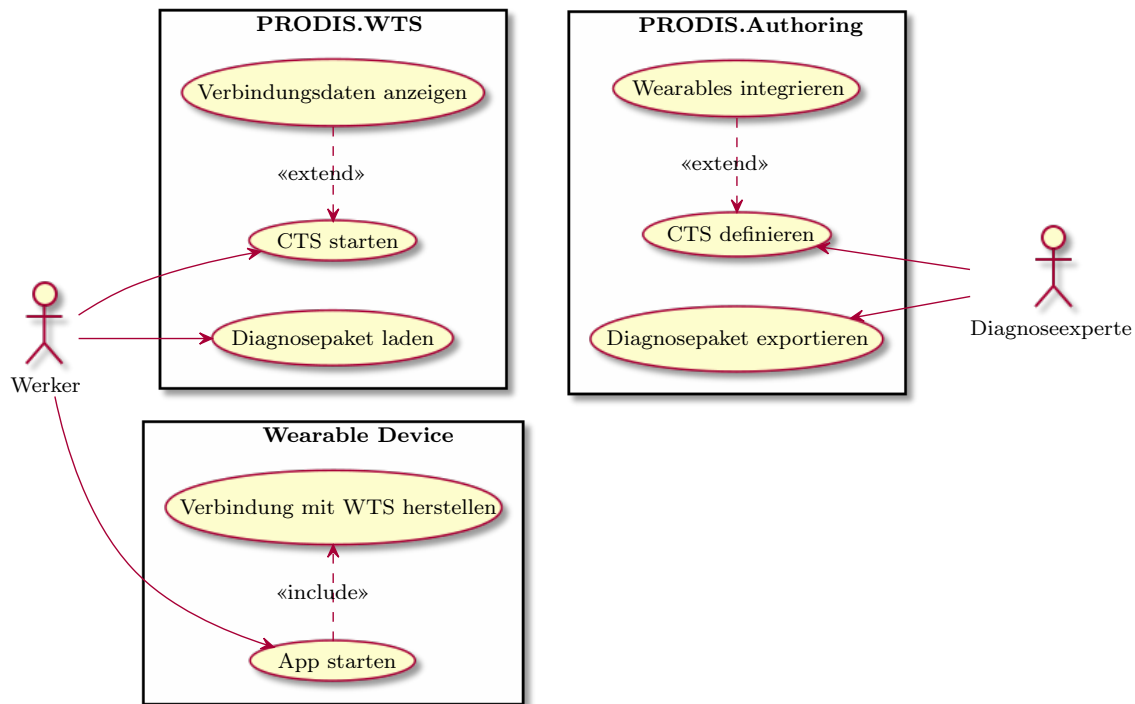 PRODIS.WTS
Verbindungsdaten anzeigen
«extend»
CTS starten
Diagnosepaket laden
Werker
PRODIS.Authoring
Wearables integrieren
«extend»
CTS definieren
Diagnosepaket exportieren
Diagnoseexperte
Wearable Device
Verbindung mit WTS herstellen
«include»
App starten